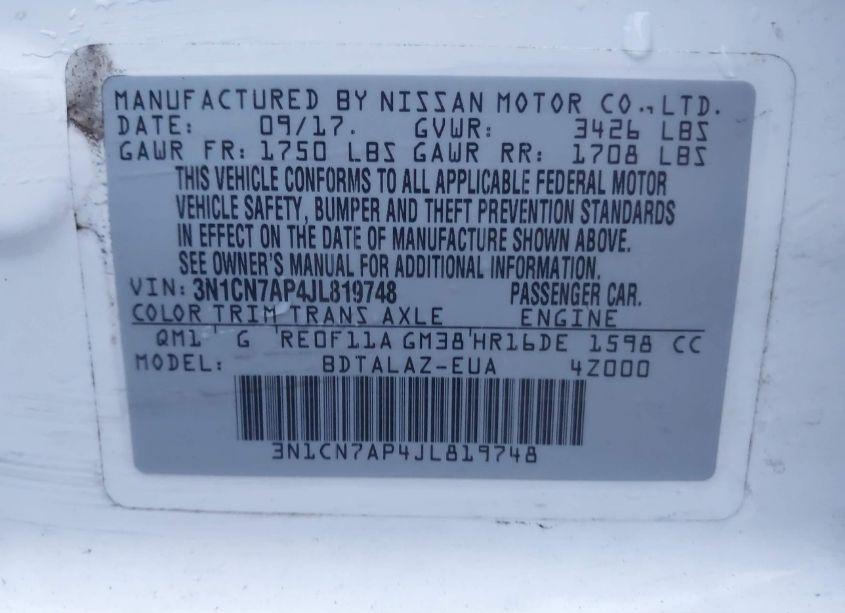 MANUFACTURED BY NISSAN MOTOR CO., LTD.
DATE: 09/17. GVWR: 3426 LBS
GAWR FR: 1750 LBS GAWR RR: 1708 LBS
THIS VEHICLE CONFORMS TO ALL APPLICABLE FEDERAL MOTOR
VEHICLE SAFETY, BUMPER AND THEFT PREVENTION STANDARDS
IN EFFECT ON THE DATE OF MANUFACTURE SHOWN ABOVE.
SEE OWNER'S MANUAL FOR ADDITIONAL INFORMATION.
VIN: 3N1CN7AP4JL819748 PASSENGER CAR.
COLOR TRIM TRANS AXLE ENGINE
QM1 G RE0F11A GM38 HR16DE 1598 CC
MODEL: BDTALAZ-EUA 4Z000
3N1CN7AP4JL819748